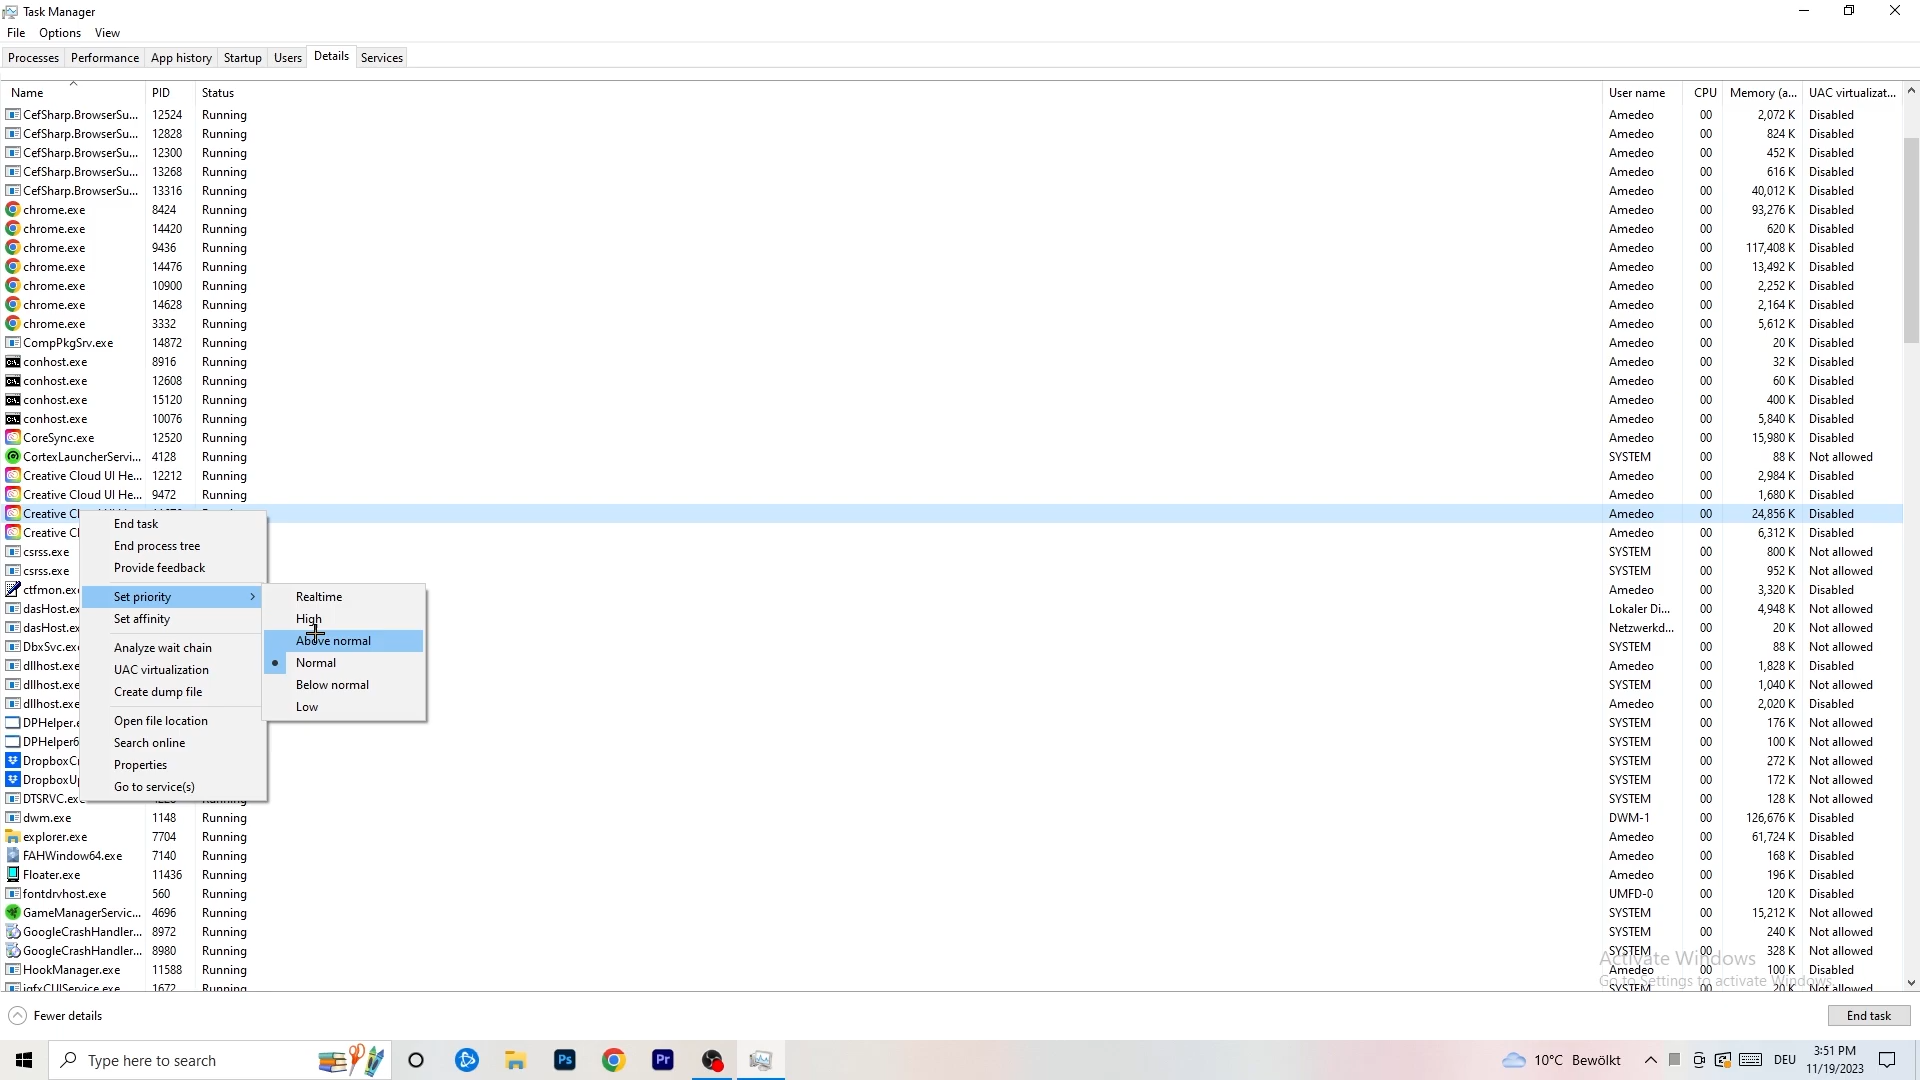 Task Manager
File Options View
Processes Performance App history Startup Users Details Services
Name PID Status User name CPU Memory (a... UAC virtualizat...
CefSharp.BrowserSu... 12524 Running Amedeo 00 2,072 K Disabled
CefSharp.BrowserSu... 12828 Running Amedeo 00 824 K Disabled
CefSharp.BrowserSu... 12300 Running Amedeo 00 452 K Disabled
CefSharp.BrowserSu... 13268 Running Amedeo 00 616 K Disabled
CefSharp.BrowserSu... 13316 Running Amedeo 00 40,012 K Disabled
chrome.exe 8424 Running Amedeo 00 93,276 K Disabled
chrome.exe 14420 Running Amedeo 00 620 K Disabled
chrome.exe 9436 Running Amedeo 00 117,408 K Disabled
chrome.exe 14476 Running Amedeo 00 13,492 K Disabled
chrome.exe 10900 Running Amedeo 00 2,252 K Disabled
chrome.exe 14628 Running Amedeo 00 2,164 K Disabled
chrome.exe 3332 Running Amedeo 00 5,612 K Disabled
CompPkgSrv.exe 14872 Running Amedeo 00 20 K Disabled
conhost.exe 8916 Running Amedeo 00 32 K Disabled
conhost.exe 12608 Running Amedeo 00 60 K Disabled
conhost.exe 15120 Running Amedeo 00 400 K Disabled
conhost.exe 10076 Running Amedeo 00 5,840 K Disabled
CoreSync.exe 12520 Running Amedeo 00 15,980 K Disabled
CortexLauncherServi... 4128 Running SYSTEM 00 88 K Not allowed
Creative Cloud UI He... 12212 Running Amedeo 00 2,984 K Disabled
Creative Cloud UI He... 9472 Running Amedeo 00 1,680 K Disabled
Creative Cl Amedeo 00 24,856 K Disabled
Creative Cl Amedeo 00 6,312 K Disabled
csrss.exe SYSTEM 00 800 K Not allowed
csrss.exe SYSTEM 00 952 K Not allowed
ctfmon.exe Amedeo 00 3,320 K Disabled
dasHost.ex Lokaler Di... 00 4,948 K Not allowed
dasHost.ex Netzwerkd... 00 20 K Not allowed
DbxSvc.exe SYSTEM 00 88 K Not allowed
dllhost.exe Amedeo 00 1,828 K Disabled
dllhost.exe SYSTEM 00 1,040 K Not allowed
dllhost.exe Amedeo 00 2,020 K Disabled
DPHelper.e SYSTEM 00 176 K Not allowed
DPHelper6 SYSTEM 00 100 K Not allowed
DropboxCr SYSTEM 00 272 K Not allowed
DropboxUp SYSTEM 00 172 K Not allowed
DTSRVC.exe Running SYSTEM 00 128 K Not allowed
dwm.exe 1148 Running DWM-1 00 126,676 K Disabled
explorer.exe 7704 Running Amedeo 00 61,724 K Disabled
FAHWindow64.exe 7140 Running Amedeo 00 168 K Disabled
Floater.exe 11436 Running Amedeo 00 196 K Disabled
fontdrvhost.exe 560 Running UMFD-0 00 120 K Disabled
GameManagerServic... 4696 Running SYSTEM 00 15,212 K Not allowed
GoogleCrashHandler... 8972 Running SYSTEM 00 240 K Not allowed
GoogleCrashHandler... 8980 Running SYSTEM 00 328 K Not allowed
HookManager.exe 11588 Running Amedeo 00 100 K Disabled
igfxCUIService.exe 1672 Running SYSTEM 00 20 K Not allowed
End task
End process tree
Provide feedback
Set priority
Set affinity
Analyze wait chain
UAC virtualization
Create dump file
Open file location
Search online
Properties
Go to service(s)
Realtime
High
Above normal
Normal
Below normal
Low
Activate Windows
Go to Settings to activate Windows.
Fewer details End task
Type here to search Ps Pr 10°C Bewölkt DEU 3:51 PM
11/19/2023